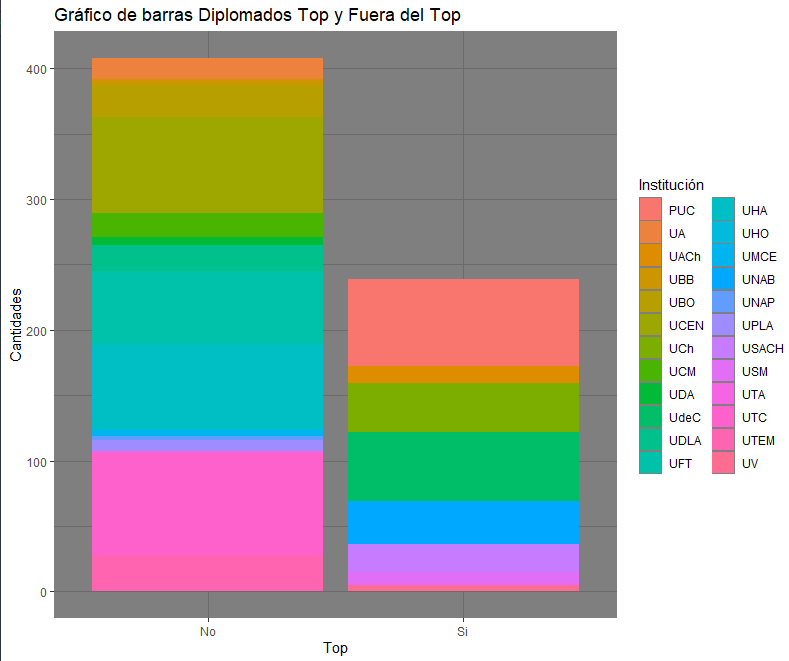 Gráfico de barras Diplomados Top y Fuera del Top
400
300
200
100
0
Cantidades
No
Si
Top
Institución
PUC
UA
UACh
UBB
UBO
UCEN
UCh
UCM
UDA
UdeC
UDLA
UFT
UHA
UHO
UMCE
UNAB
UNAP
UPLA
USACH
USM
UTA
UTC
UTEM
UV